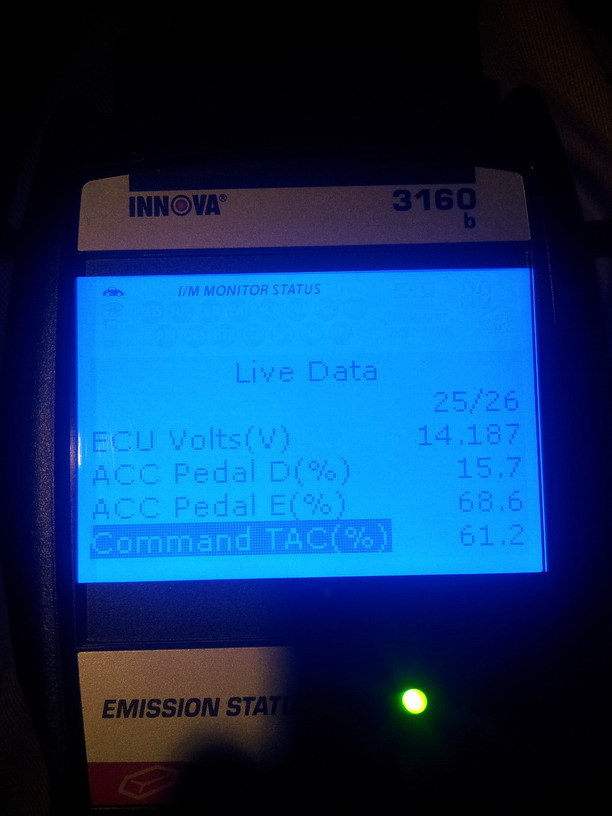 INNOVA®
3160
b
I/M MONITOR STATUS
Live Data
25/26
ECU Volts(V) 14.187
ACC Pedal D(%) 15.7
ACC Pedal E(%) 68.6
Command TAC(%) 61.2
EMISSION STATU